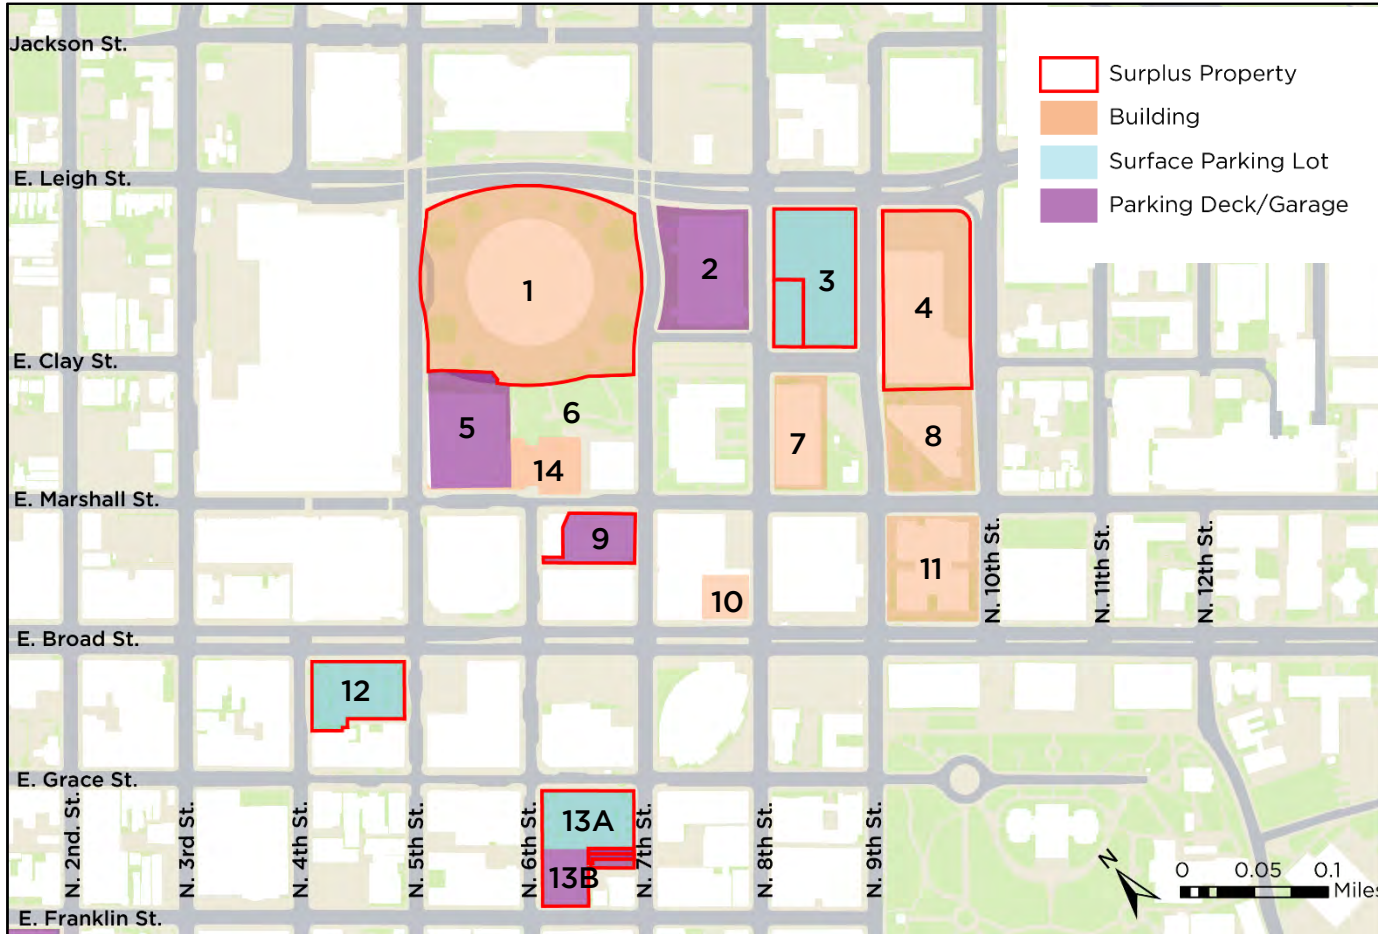 Jackson St.
E. Leigh St.
E. Clay St.
E. Marshall St.
E. Broad St.
E. Grace St.
E. Franklin St.
Surplus Property
Building
Surface Parking Lot
Parking Deck/Garage
1
2
3
4
5
6
7
8
14
9
10
11
12
13A
13B
N. 10th St.
N. 11th St.
N. 12th St.
N. 2nd. St.
N. 3rd St.
N. 4th St.
N. 5th St.
N. 6th St.
N. 7th St.
N. 8th St.
N. 9th St.
N
0 0.05 0.1
Miles